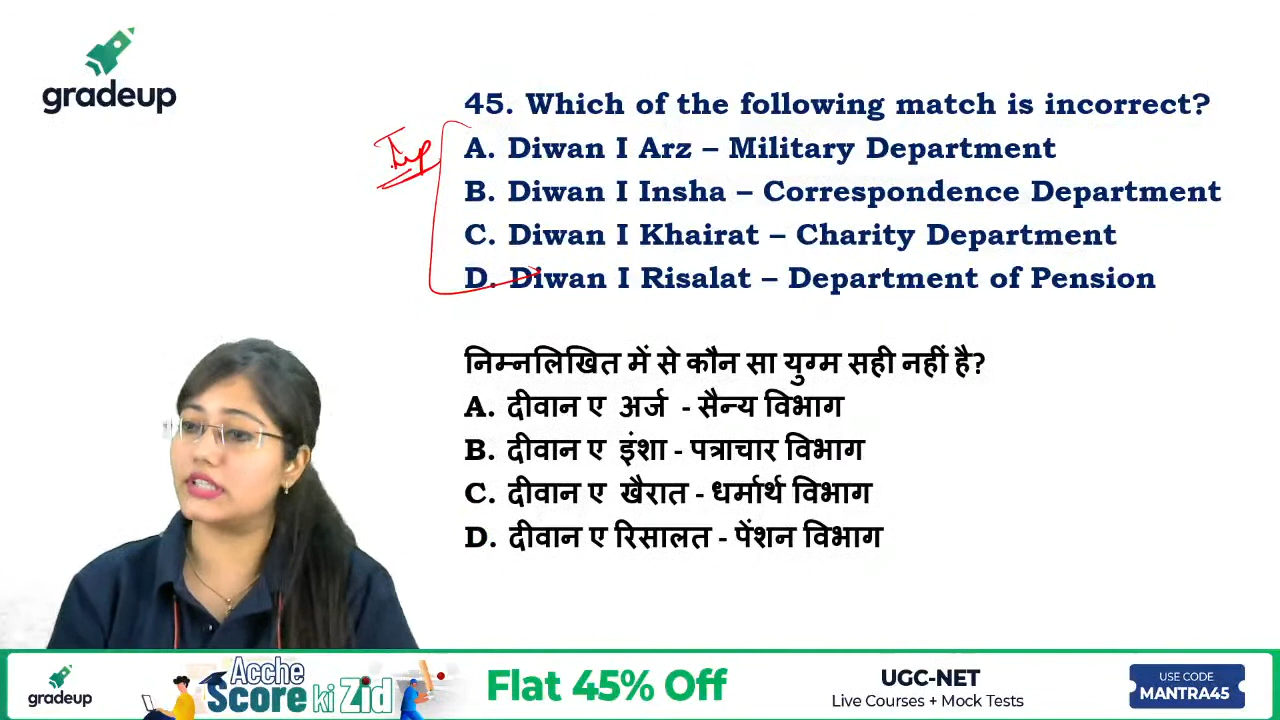 gradeup
45. Which of the following match is incorrect?
Imp
A. Diwan I Arz – Military Department
B. Diwan I Insha – Correspondence Department
C. Diwan I Khairat – Charity Department
D. Diwan I Risalat – Department of Pension
निम्नलिखित में से कौन सा युग्म सही नहीं है?
A. दीवान ए अर्ज - सैन्य विभाग
B. दीवान ए इंशा - पत्राचार विभाग
C. दीवान ए खैरात - धर्मार्थ विभाग
D. दीवान ए रिसालत - पेंशन विभाग
gradeup
Acche
Score ki Zid
Flat 45% Off
UGC-NET
Live Courses + Mock Tests
USE CODE
MANTRA45